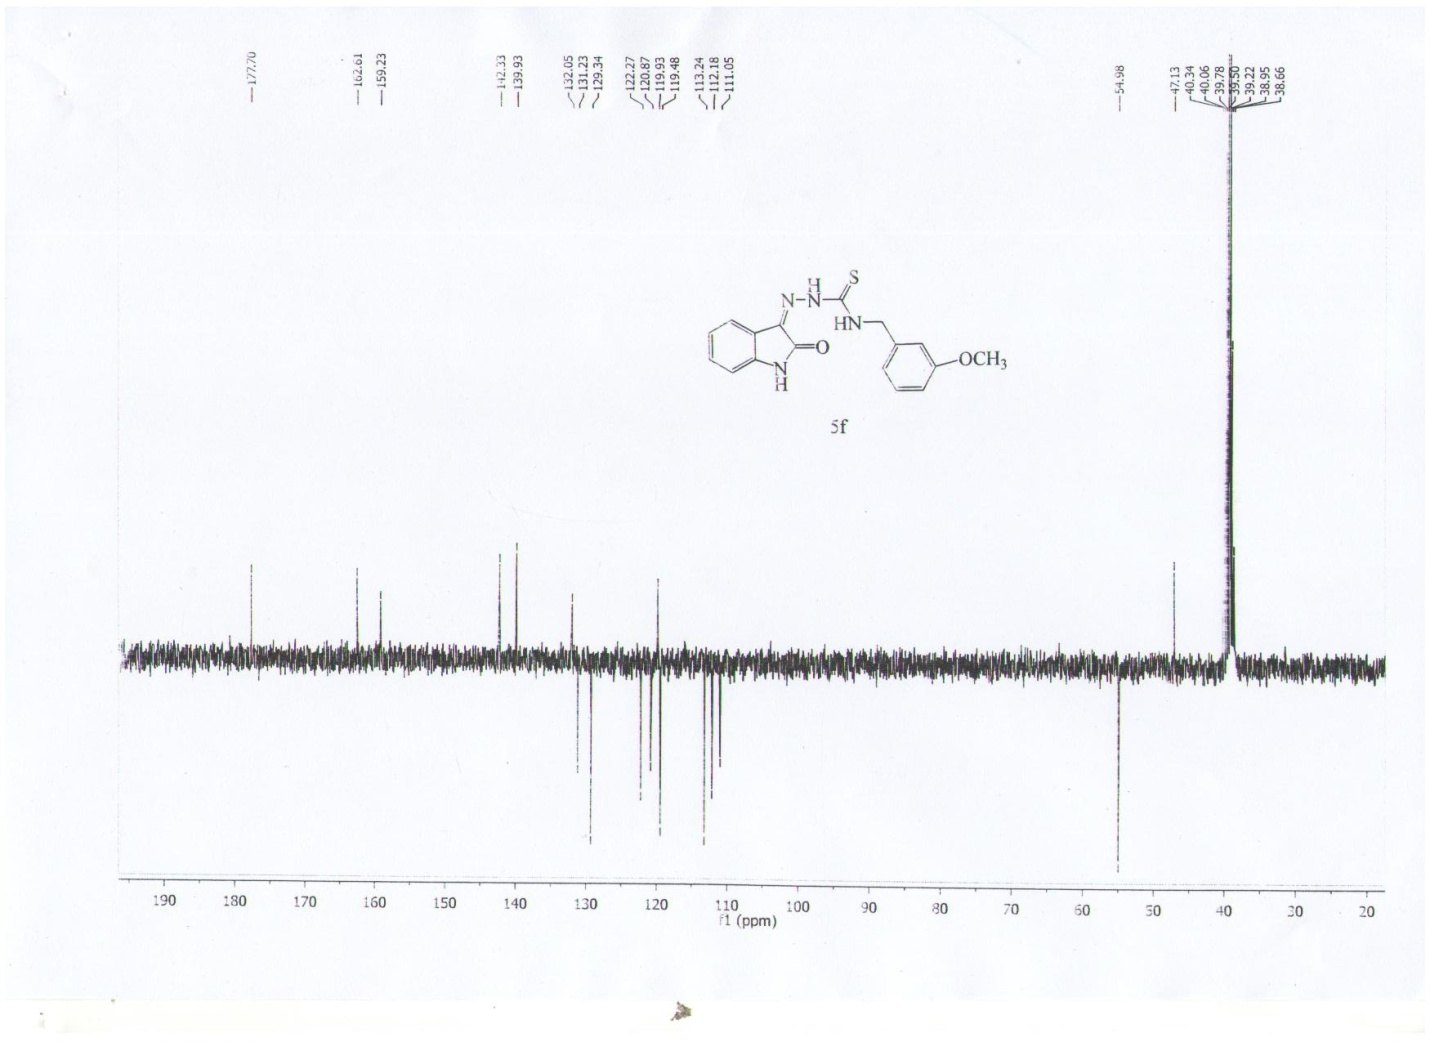 177.70
162.61
159.23
142.33
139.93
132.05
131.23
129.34
122.27
120.87
119.93
119.48
113.24
112.18
111.05
54.98
47.13
40.34
40.06
39.78
39.50
39.22
38.95
38.66
H
S
N-N
HN
O
N
H
OCH3
5f
190 180 170 160 150 140 130 120 110 100 90 80 70 60 50 40 30 20
f1 (ppm)